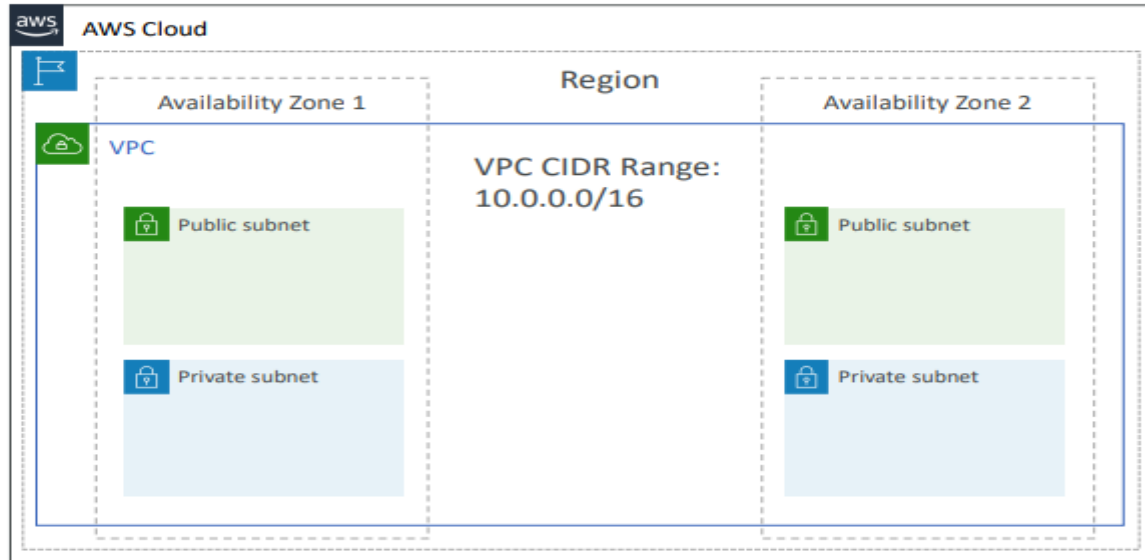 aws
AWS Cloud
Region
Availability Zone 1
Availability Zone 2
VPC
VPC CIDR Range:
10.0.0.0/16
Public subnet
Public subnet
Private subnet
Private subnet